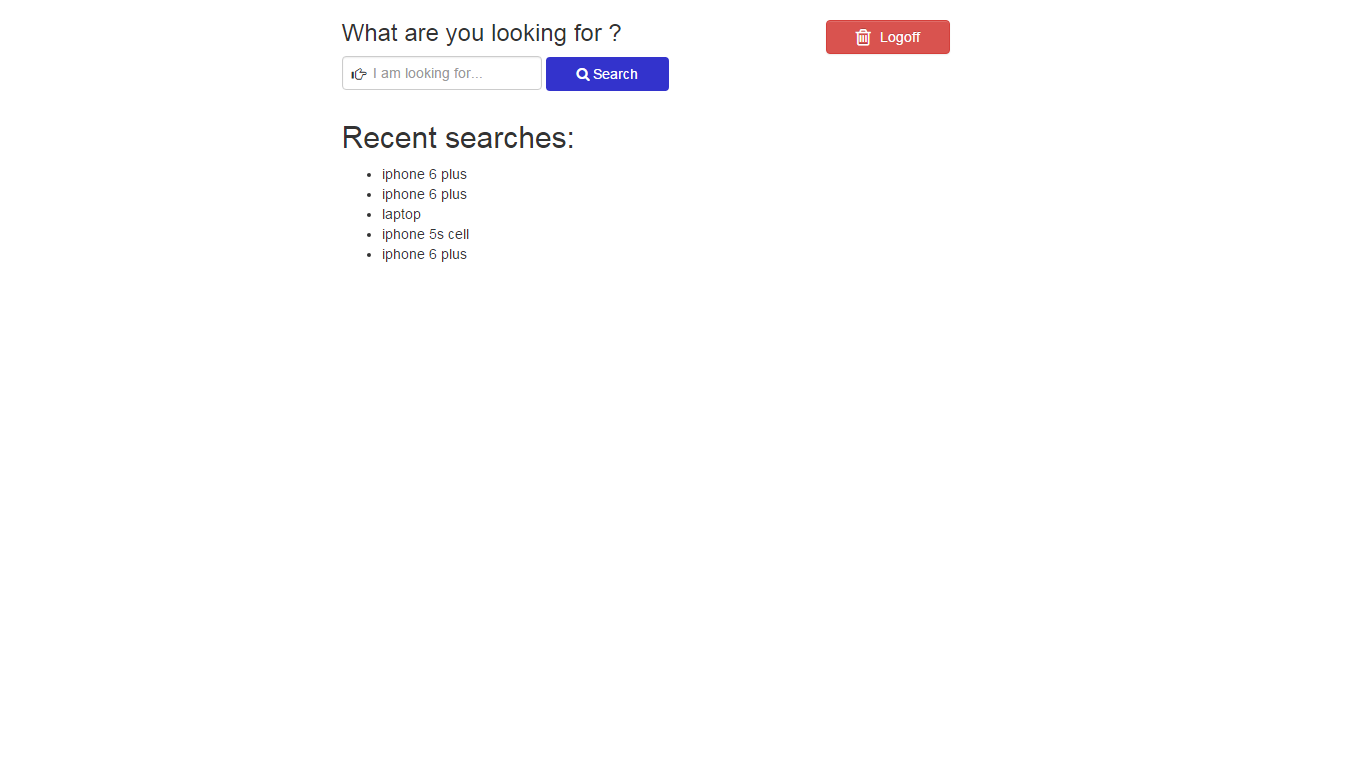 What are you looking for ?
Logoff
I am looking for...
Search
Recent searches:
iphone 6 plus
iphone 6 plus
laptop
iphone 5s cell
iphone 6 plus